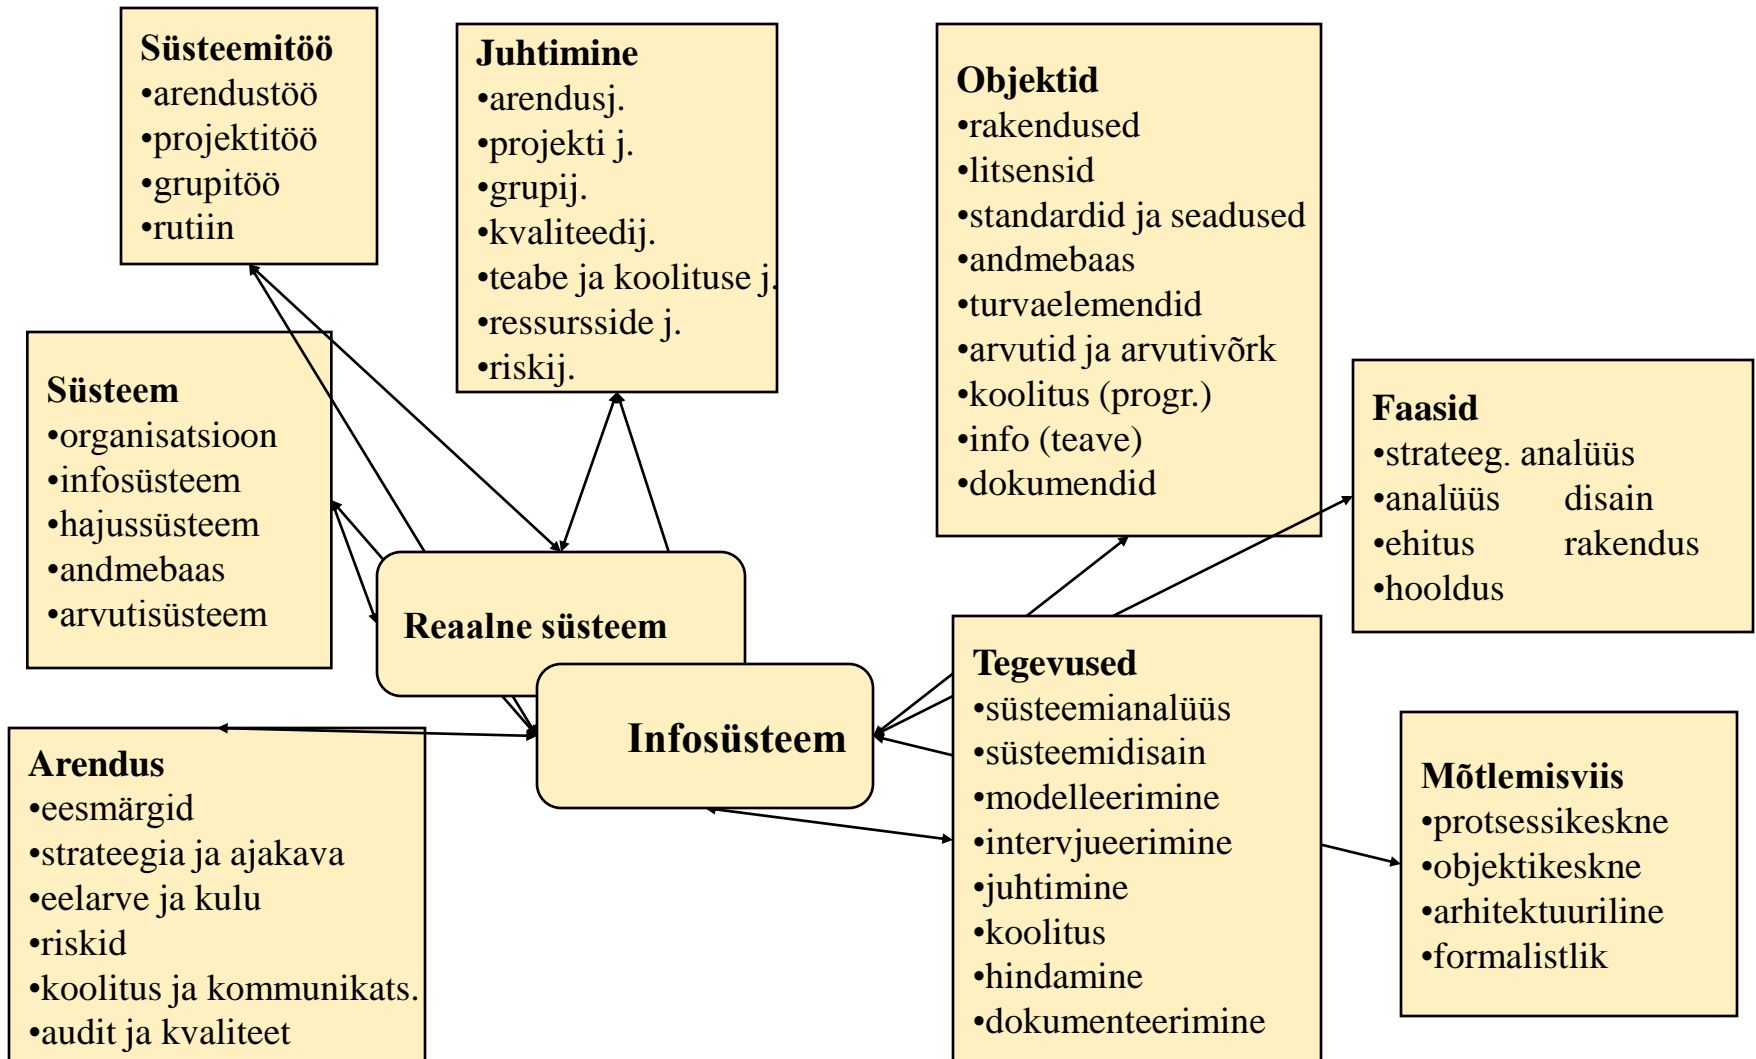 Süsteemitöö
•arendustöö
•projektitöö
•grupitöö
•rutiin
Juhtimine
•arendusj.
•projekti j.
•grupij.
•kvaliteedij.
•teabe ja koolituse j.
•ressursside j.
•riskij.
Objektid
•rakendused
•litsensid
•standardid ja seadused
•andmebaas
•turvaelemendid
•arvutid ja arvutivõrk
•koolitus (progr.)
•info (teave)
•dokumendid
Süsteem
•organisatsioon
•infosüsteem
•hajussüsteem
•andmebaas
•arvutisüsteem
Faasid
•strateeg. analüüs
•analüüs disain
•ehitus rakendus
•hooldus
Reaalne süsteem
Infosüsteem
Tegevused
•süsteemianalüüs
•süsteemidisain
•modelleerimine
•intervjueerimine
•juhtimine
•koolitus
•hindamine
•dokumenteerimine
Arendus
•eesmärgid
•strateegia ja ajakava
•eelarve ja kulu
•riskid
•koolitus ja kommunikats.
•audit ja kvaliteet
Mõtlemisviis
•protsessikeskne
•objektikeskne
•arhitektuuriline
•formalistlik